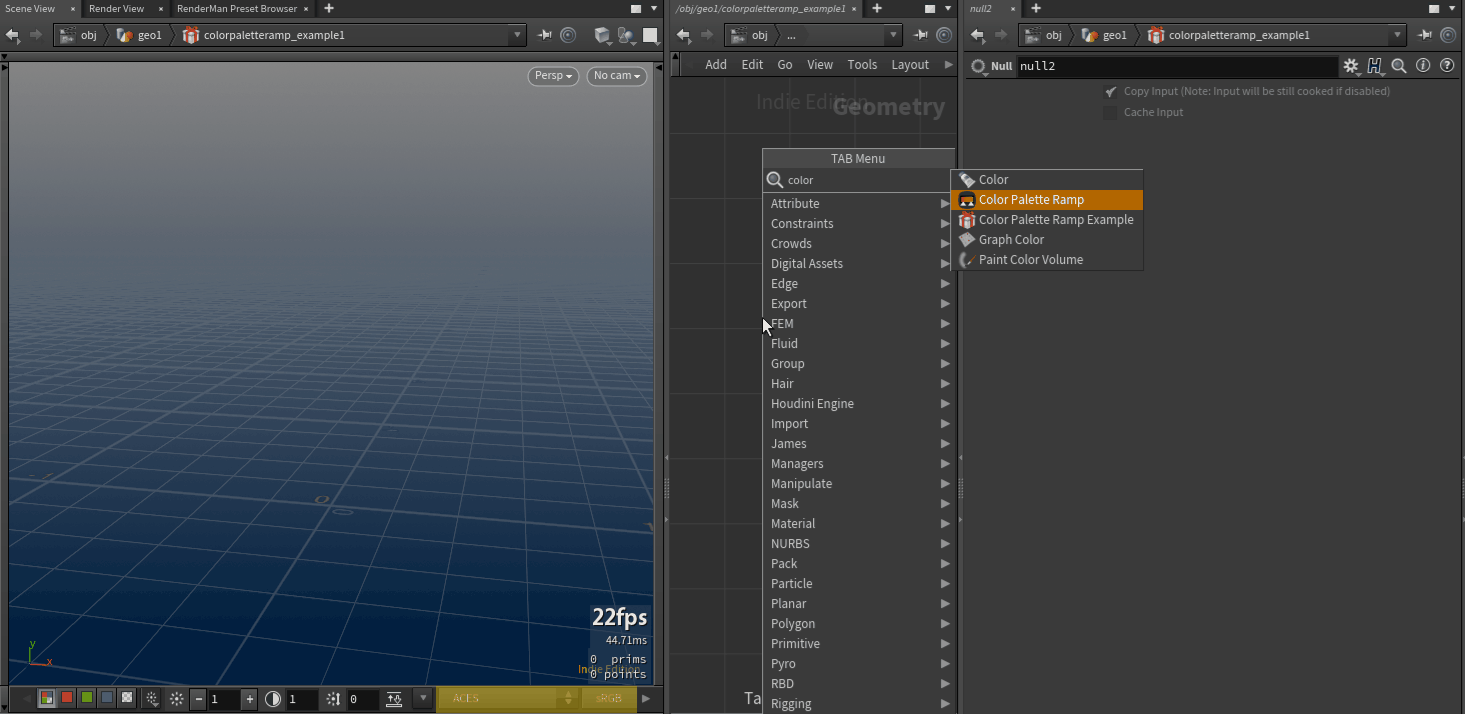 Scene View
Render View
RenderMan Preset Browser
obj
geo1
colorpaletteramp_example1
Persp
No cam
22fps
44.71ms
0 prims
0 points
Indie Edition
1
1
0
ACES
sRGB
/obj/geo1/colorpaletteramp_example1
obj
...
Add Edit Go View Tools Layout
Indie Edition
Geometry
TAB Menu
color
Attribute
Constraints
Crowds
Digital Assets
Edge
Export
FEM
Fluid
Group
Hair
Houdini Engine
Import
James
Managers
Manipulate
Mask
Material
NURBS
Pack
Particle
Planar
Polygon
Primitive
Pyro
RBD
Rigging
Ta
Color
Color Palette Ramp
Color Palette Ramp Example
Graph Color
Paint Color Volume
null2
obj
geo1
colorpaletteramp_example1
Null null2
Copy Input (Note: Input will be still cooked if disabled)
Cache Input